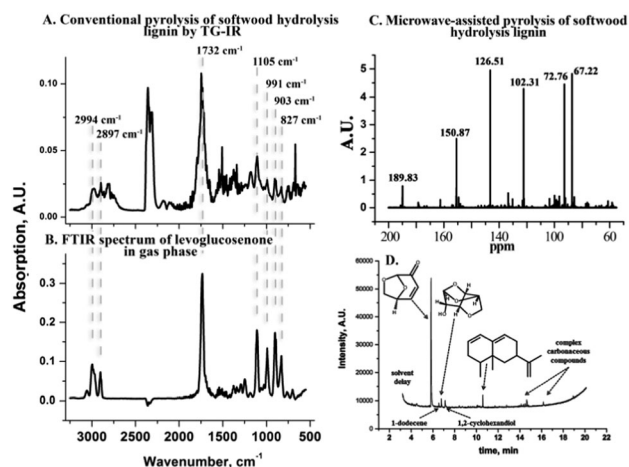 A. Conventional pyrolysis of softwood hydrolysis
lignin by TG-IR
1732 cm-1
1105 cm-1
991 cm-1
903 cm-1
827 cm-1
2994 cm-1
2897 cm-1
0.10
0.05
0.00
B. FTIR spectrum of levoglucosenone
in gas phase
0.3
0.2
0.1
0.0
Absorption, A.U.
3000 2500 2000 1500 1000 500
Wavenumber, cm-1
C. Microwave-assisted pyrolysis of softwood
hydrolysis lignin
126.51
102.31
72.76
67.22
150.87
189.83
5
4
3
2
1
0
A.U.
200 160 140 100 60
ppm
D.
60000
50000
40000
30000
20000
10000
0
Intensity, A.U.
O
O
O
H
H
O
H
O
HO
H
O
H
solvent
delay
complex
carbonaceous
compounds
1-dodecene
1,2-cyclohexandiol
2 4 6 8 10 12 14 16 18 20 22
time, min